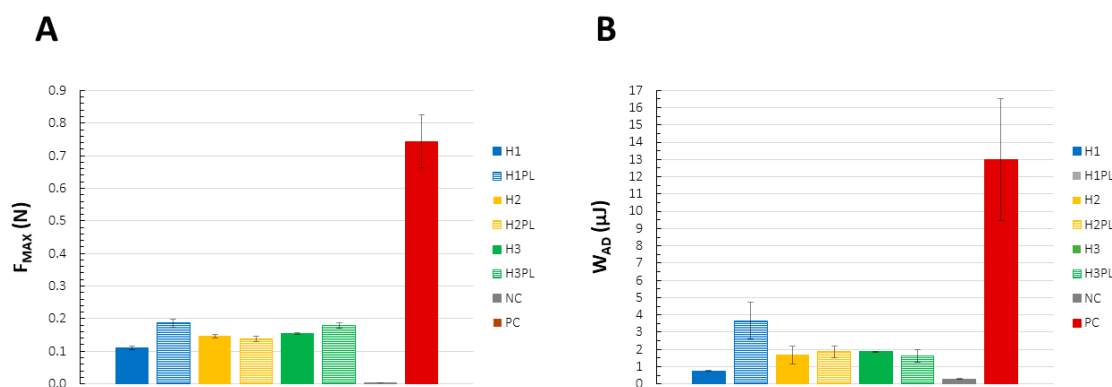 A
F_MAX (N)
0.9
0.8
0.7
0.6
0.5
0.4
0.3
0.2
0.1
0.0
H1
H1PL
H2
H2PL
H3
H3PL
NC
PC
B
W_AD (µJ)
17
16
15
14
13
12
11
10
9
8
7
6
5
4
3
2
1
0
H1
H1PL
H2
H2PL
H3
H3PL
NC
PC